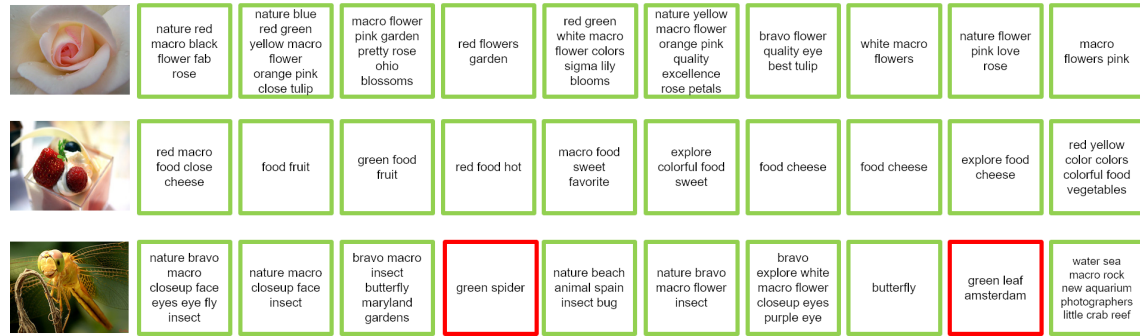 nature red
macro black
flower fab
rose
nature blue
red green
yellow macro
flower
orange pink
close tulip
macro flower
pink garden
pretty rose
ohio
blossoms
red flowers
garden
red green
white macro
flower colors
sigma lily
blooms
nature yellow
macro flower
orange pink
quality
excellence
rose petals
bravo flower
quality eye
best tulip
white macro
flowers
nature flower
pink love
rose
macro
flowers pink
red macro
food close
cheese
food fruit
green food
fruit
red food hot
macro food
sweet
favorite
explore
colorful food
sweet
food cheese
food cheese
explore food
cheese
red yellow
color colors
colorful food
vegetables
nature bravo
macro
closeup face
eyes eye fly
insect
nature macro
closeup face
insect
bravo macro
insect
butterfly
maryland
gardens
green spider
nature beach
animal spain
insect bug
nature bravo
macro flower
insect
bravo
explore white
macro flower
closeup eyes
purple eye
butterfly
green leaf
amsterdam
water sea
macro rock
new aquarium
photographers
little crab reef